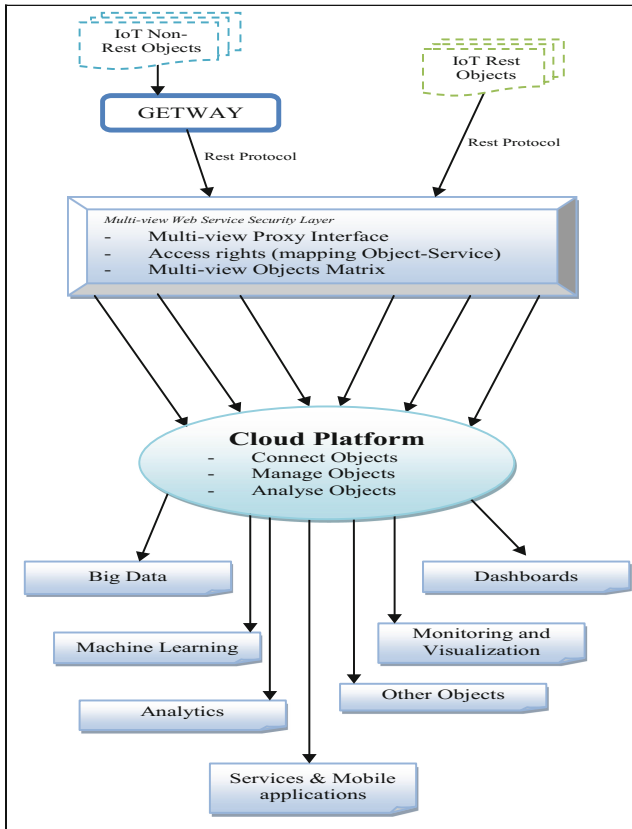 IoT Non-
Rest Objects
IoT Rest
Objects
GETWAY
Rest Protocol
Rest Protocol
Multi-view Web Service Security Layer
- Multi-view Proxy Interface
- Access rights (mapping Object-Service)
- Multi-view Objects Matrix
Cloud Platform
- Connect Objects
- Manage Objects
- Analyse Objects
Big Data
Dashboards
Machine Learning
Monitoring and
Visualization
Analytics
Other Objects
Services & Mobile
applications